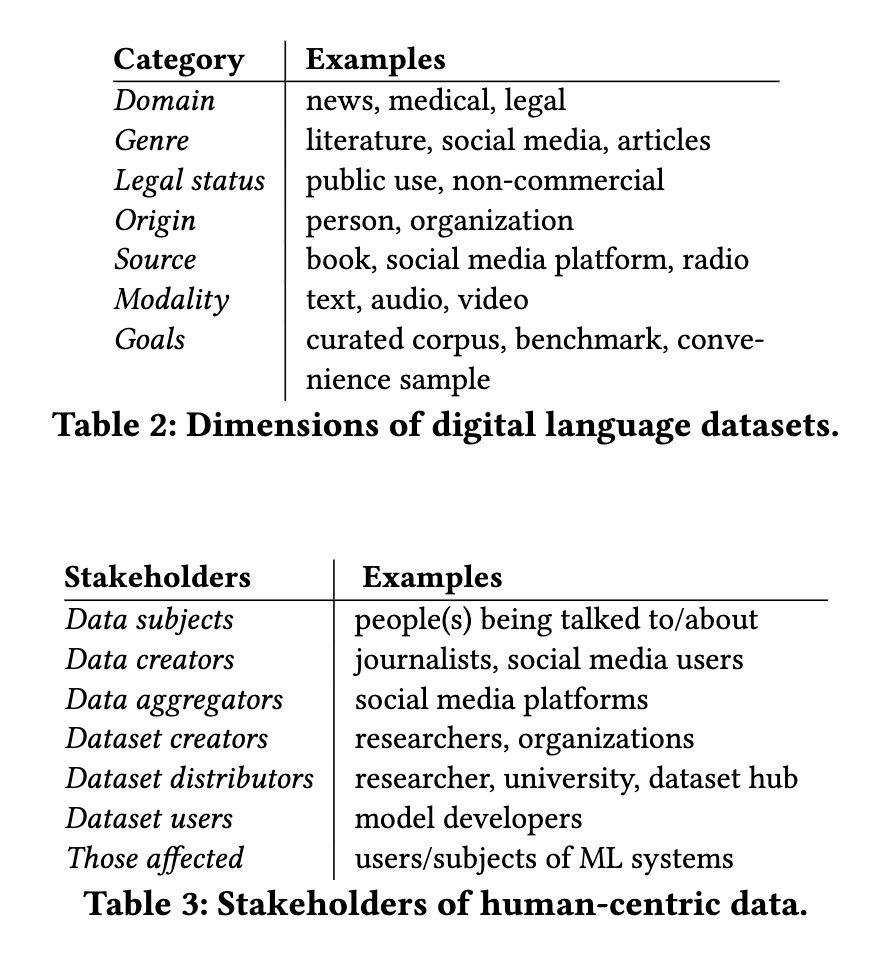 Category Examples
Domain news, medical, legal
Genre literature, social media, articles
Legal status public use, non-commercial
Origin person, organization
Source book, social media platform, radio
Modality text, audio, video
Goals curated corpus, benchmark, conve-
nience sample
Table 2: Dimensions of digital language datasets.
Stakeholders Examples
Data subjects people(s) being talked to/about
Data creators journalists, social media users
Data aggregators social media platforms
Dataset creators researchers, organizations
Dataset distributors researcher, university, dataset hub
Dataset users model developers
Those affected users/subjects of ML systems
Table 3: Stakeholders of human-centric data.